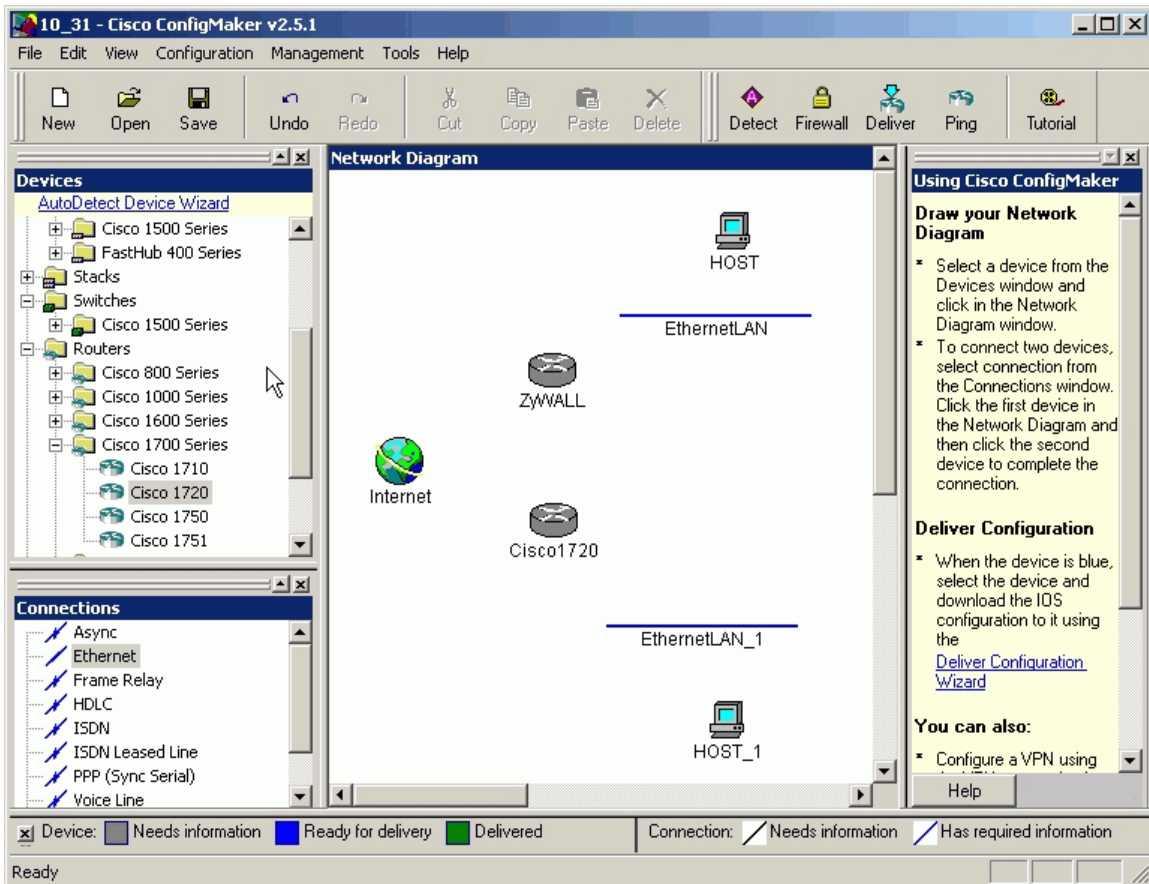 10_31 - Cisco ConfigMaker v2.5.1
File Edit View Configuration Management Tools Help
New Open Save Undo Redo Cut Copy Paste Delete Detect Firewall Deliver Ping Tutorial
Devices
AutoDetect Device Wizard
Cisco 1500 Series
FastHub 400 Series
Stacks
Switches
Cisco 1500 Series
Routers
Cisco 800 Series
Cisco 1000 Series
Cisco 1600 Series
Cisco 1700 Series
Cisco 1710
Cisco 1720
Cisco 1750
Cisco 1751
Connections
Async
Ethernet
Frame Relay
HDLC
ISDN
ISDN Leased Line
PPP (Sync Serial)
Voice Line
Network Diagram
HOST
EthernetLAN
ZyWALL
Internet
Cisco1720
EthernetLAN_1
HOST_1
Using Cisco ConfigMaker
Draw your Network
Diagram
* Select a device from the
Devices window and
click in the Network
Diagram window.
* To connect two devices,
select connection from
the Connections window.
Click the first device in
the Network Diagram and
then click the second
device to complete the
connection.
Deliver Configuration
* When the device is blue,
select the device and
download the IOS
configuration to it using
the
Deliver Configuration
Wizard
You can also:
* Configure a VPN using
Help
Device: Needs information Ready for delivery Delivered Connection: Needs information Has required information
Ready